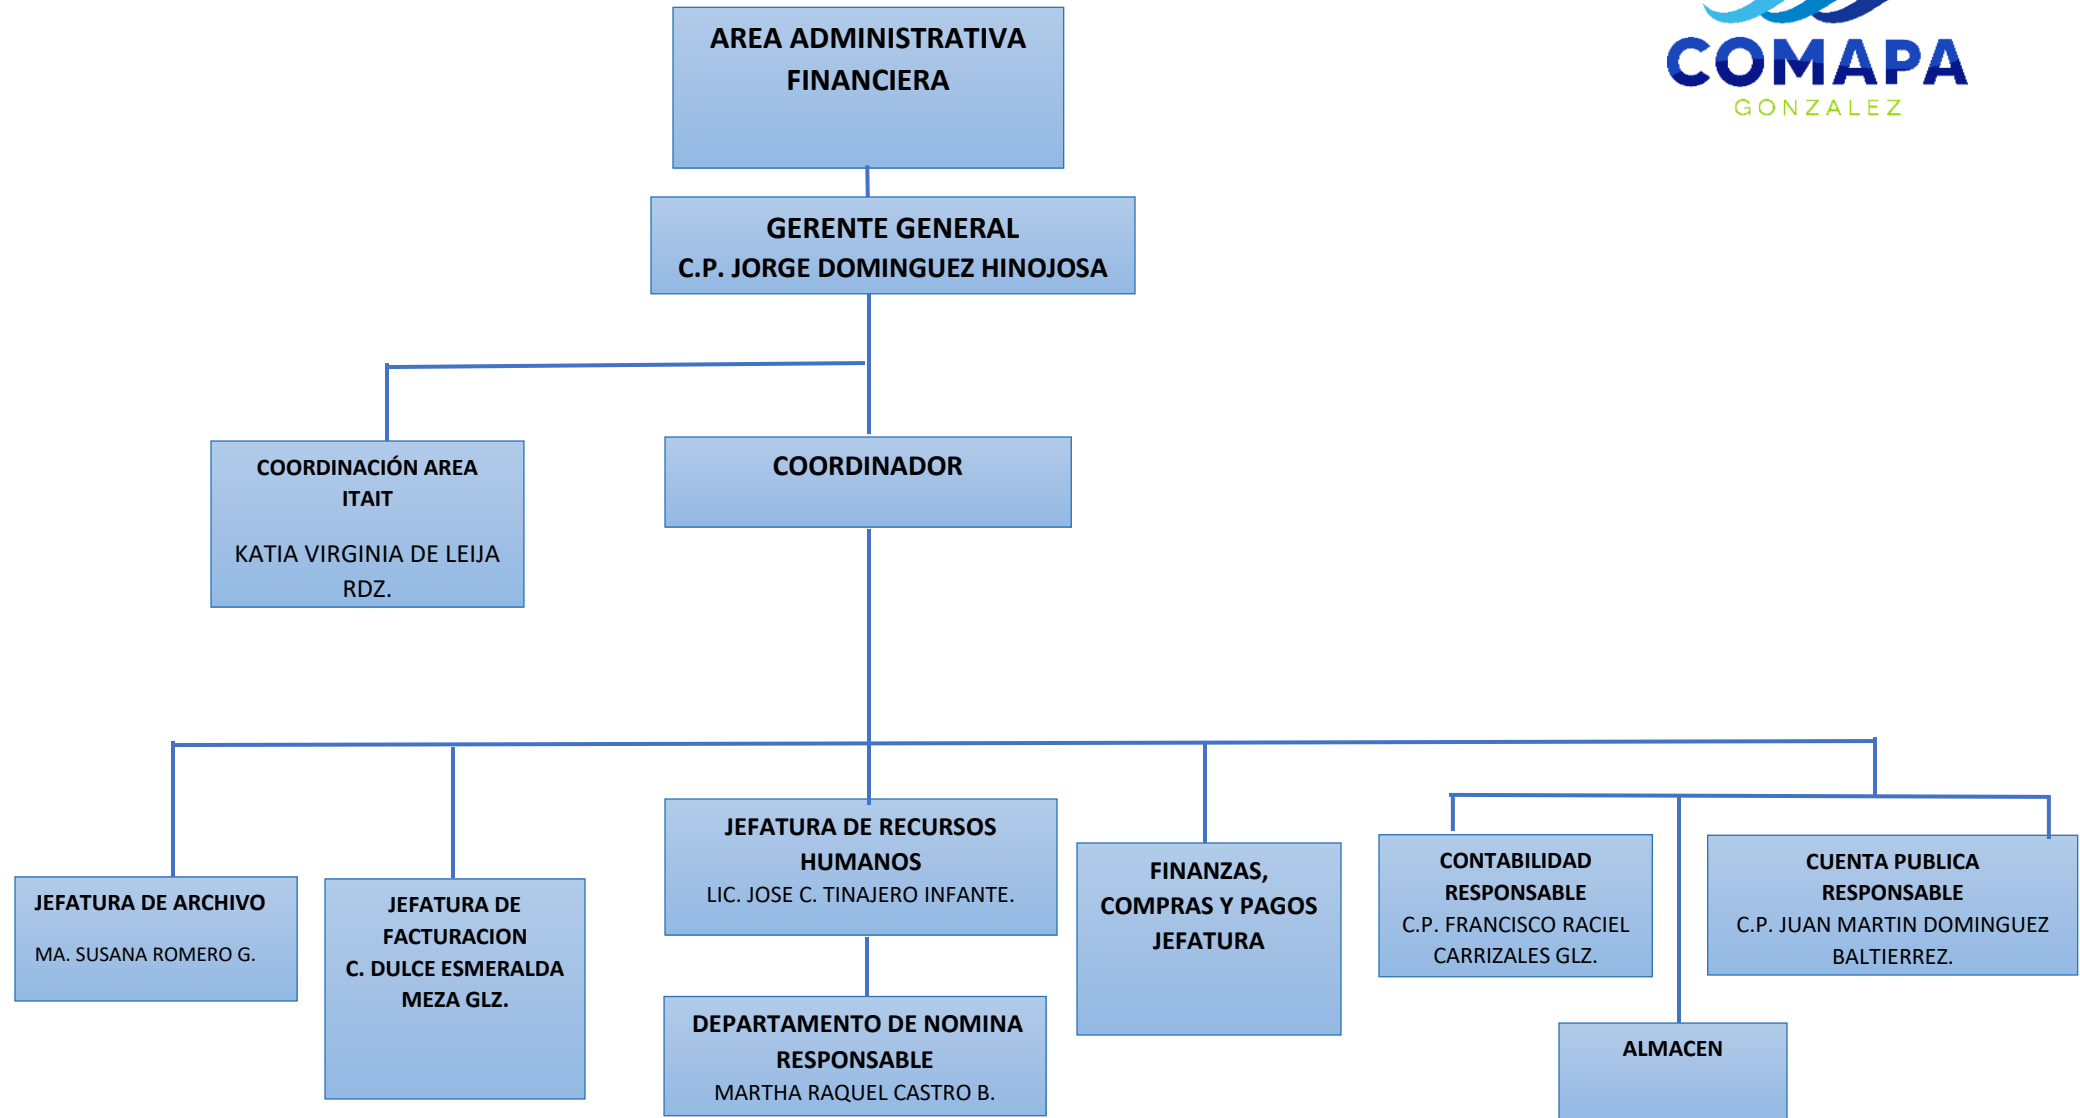 AREA ADMINISTRATIVA
FINANCIERA
COMAPA
GONZALEZ
GERENTE GENERAL
C.P. JORGE DOMINGUEZ HINOJOSA
COORDINACIÓN AREA
ITAIT
KATIA VIRGINIA DE LEIJA
RDZ.
COORDINADOR
JEFATURA DE ARCHIVO
MA. SUSANA ROMERO G.
JEFATURA DE
FACTURACION
C. DULCE ESMERALDA
MEZA GLZ.
JEFATURA DE RECURSOS
HUMANOS
LIC. JOSE C. TINAJERO INFANTE.
DEPARTAMENTO DE NOMINA
RESPONSABLE
MARTHA RAQUEL CASTRO B.
FINANZAS,
COMPRAS Y PAGOS
JEFATURA
CONTABILIDAD
RESPONSABLE
C.P. FRANCISCO RACIEL
CARRIZALES GLZ.
CUENTA PUBLICA
RESPONSABLE
C.P. JUAN MARTIN DOMINGUEZ
BALTIERREZ.
ALMACEN